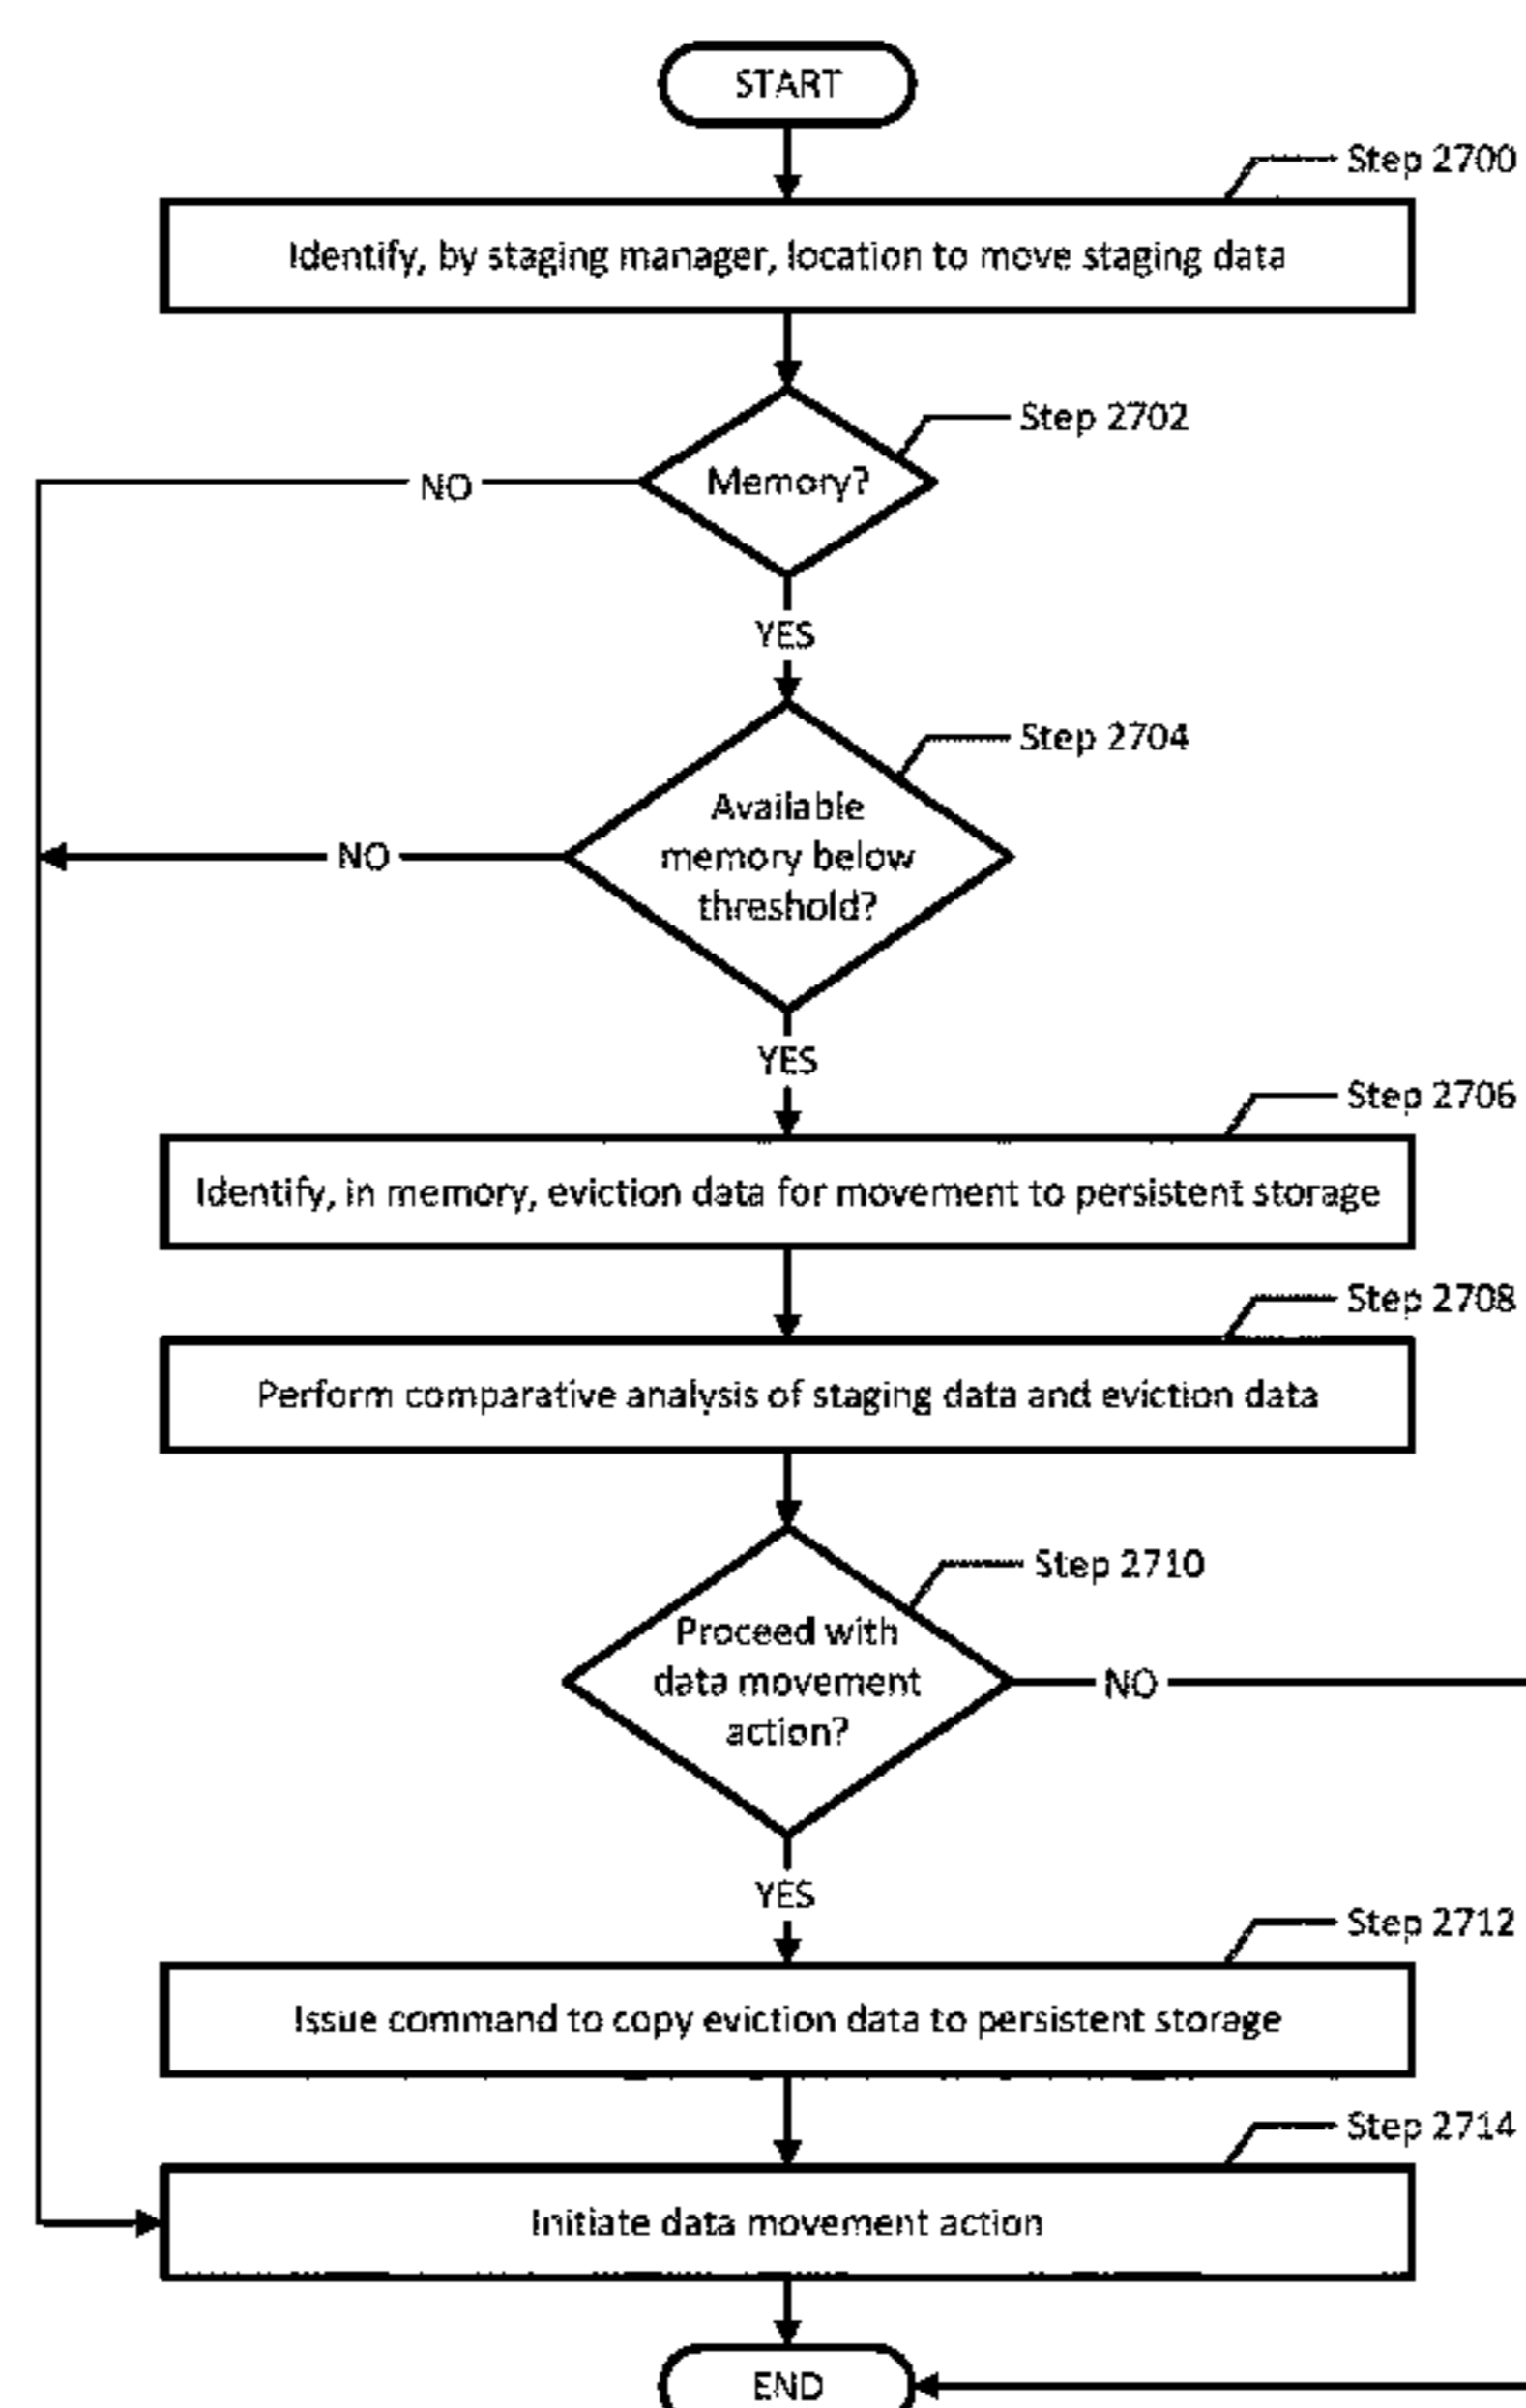 START
Step 2700
Identify, by staging manager, location to move staging data
Step 2702
NO
Memory?
YES
Step 2704
Available
memory below
threshold?
NO
YES
Step 2706
Identify, in memory, eviction data for movement to persistent storage
Step 2708
Perform comparative analysis of staging data and eviction data
Step 2710
Proceed with
data movement
action?
NO
YES
Step 2712
Issue command to copy eviction data to persistent storage
Step 2714
Initiate data movement action
END